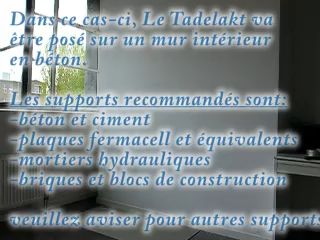 Dans ce cas-ci, Le Tadelakt va
être posé sur un mur intérieur
en béton.
Les supports recommandés sont:
-béton et ciment
-plaques fermacell et équivalents
-mortiers hydrauliques
-briques et blocs de construction
veuillez aviser pour autres supports